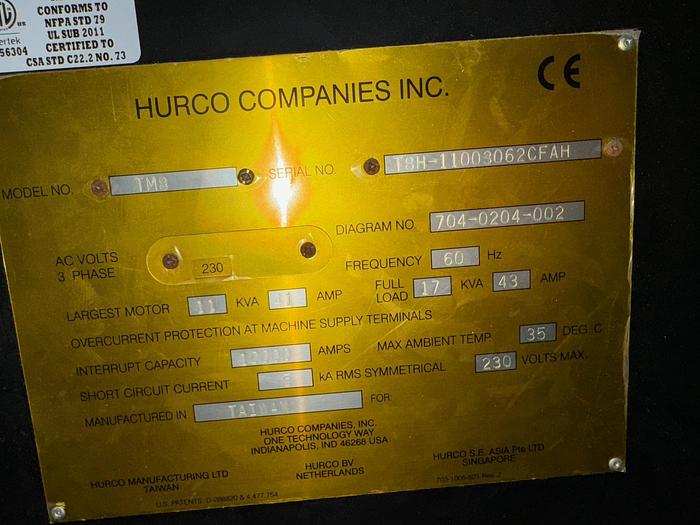 CONFORMS TO
NFPA STD 79
UL SUB 2011
CERTIFIED TO
CSA STD C22.2 NO. 73
us
ertek
56304
CE
HURCO COMPANIES INC.
MODEL NO. TM8 SERIAL NO. T8H-11003062CFAH
DIAGRAM NO. 704-0204-002
AC VOLTS
3 PHASE 230 FREQUENCY 60 Hz
LARGEST MOTOR 11 KVA AMP FULL LOAD 17 KVA 43 AMP
OVERCURRENT PROTECTION AT MACHINE SUPPLY TERMINALS
INTERRUPT CAPACITY AMPS MAX AMBIENT TEMP. 35 DEG. C
SHORT CIRCUIT CURRENT kA RMS SYMMETRICAL 230 VOLTS MAX.
MANUFACTURED IN TAIWAN FOR:
HURCO COMPANIES, INC.
ONE TECHNOLOGY WAY
INDIANAPOLIS, IND 46268 USA
HURCO MANUFACTURING LTD
TAIWAN
HURCO BV
NETHERLANDS
HURCO S.E. ASIA Pte LTD
SINGAPORE
U.S. PATENTS